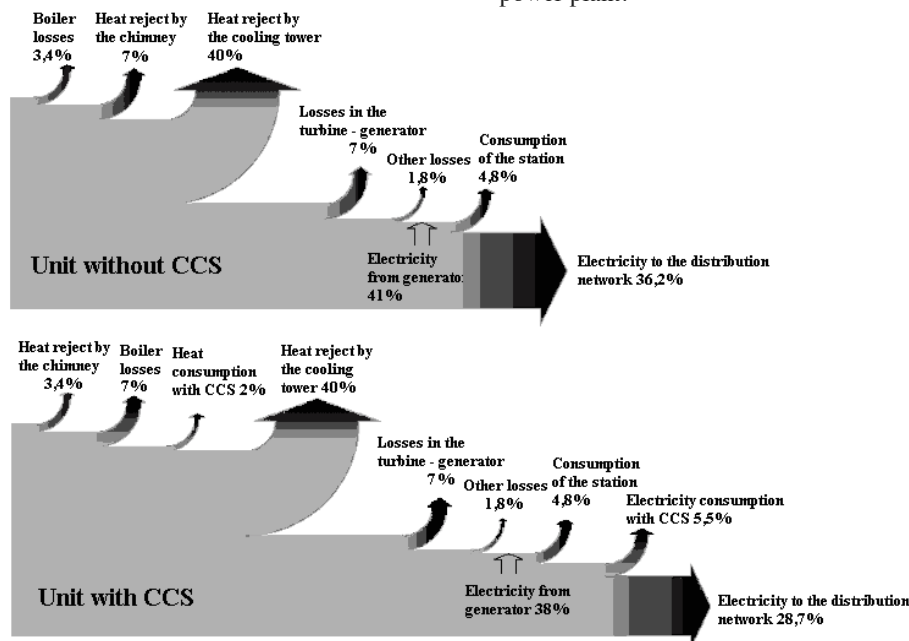 power plant.
Boiler
losses
3,4%
Heat reject by
the chimney
7%
Heat reject by
the cooling tower
40%
Losses in the
turbine - generator
7%
Other losses
1,8%
Consumption
of the station
4,8%
Electricity
from generator
41%
Unit without CCS
Electricity to the distribution
network 36,2%
Heat reject by
the chimney
3,4%
Boiler
losses
7%
Heat
consumption
with CCS 2%
Heat reject by
the cooling
tower 40%
Losses in the
turbine - generator
7%
Other losses
1,8%
Consumption
of the station
4,8%
Electricity consumption
with CCS 5,5%
Electricity from
generator 38%
Unit with CCS
Electricity to the distribution
network 28,7%